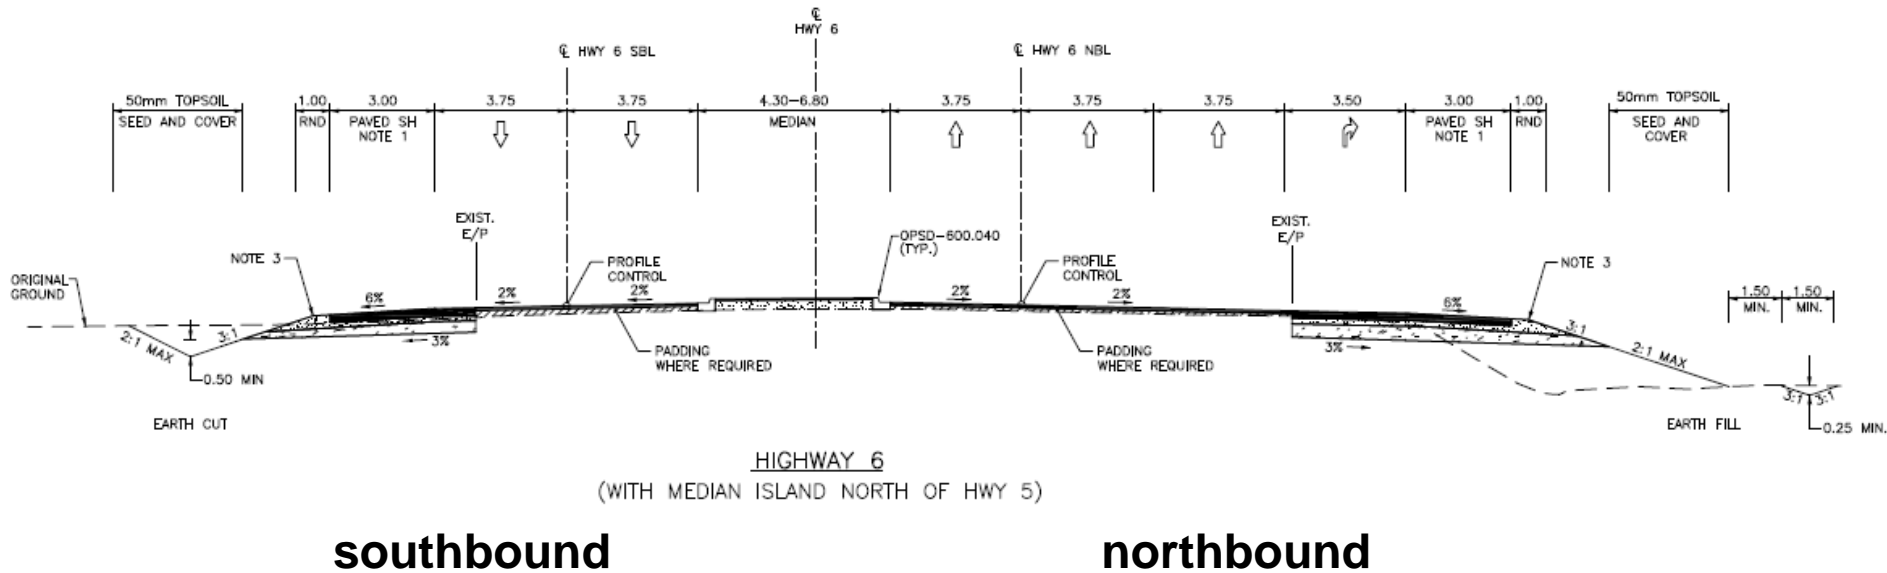 ℄
HWY 6
℄ HWY 6 SBL
℄ HWY 6 NBL
50mm TOPSOIL
SEED AND COVER
1.00
RND
3.00
PAVED SH
NOTE 1
3.75
3.75
4.30–6.80
MEDIAN
3.75
3.75
3.75
3.50
3.00
PAVED SH
NOTE 1
1.00
RND
50mm TOPSOIL
SEED AND
COVER
EXIST.
E/P
EXIST.
E/P
OPSD–600.040
(TYP.)
NOTE 3
PROFILE
CONTROL
PROFILE
CONTROL
NOTE 3
ORIGINAL
GROUND
6%
2%
2%
2%
2%
6%
1.50
MIN.
1.50
MIN.
2:1 MAX
3:1
3%
PADDING
WHERE REQUIRED
PADDING
WHERE REQUIRED
3%
3:1
2:1 MAX
0.50 MIN
3:1
3:1
EARTH CUT
EARTH FILL
0.25 MIN.
HIGHWAY 6
(WITH MEDIAN ISLAND NORTH OF HWY 5)
southbound
northbound